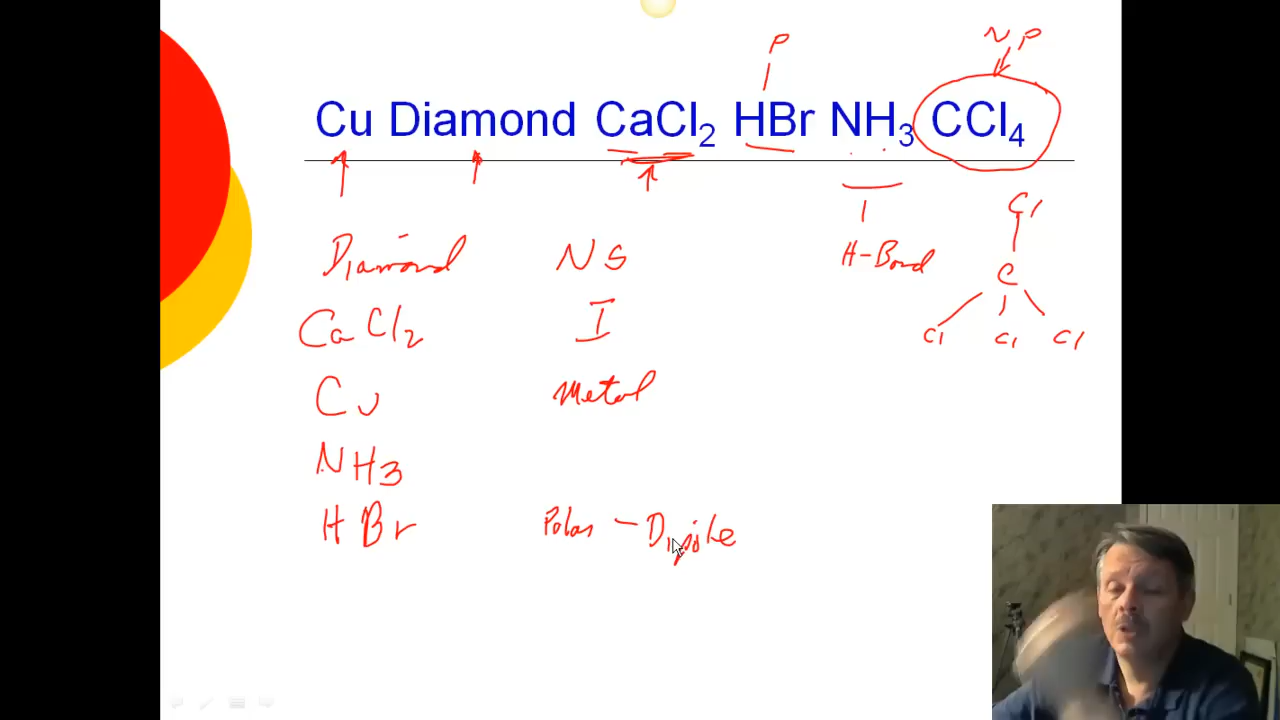 P
NP
Cu Diamond CaCl₂ HBr NH₃ CCl₄
Cl
H-Bond
C
Cl Cl Cl
Diamond NS
CaCl2 I
Cu Metal
NH3
HBr Polar - Dipole